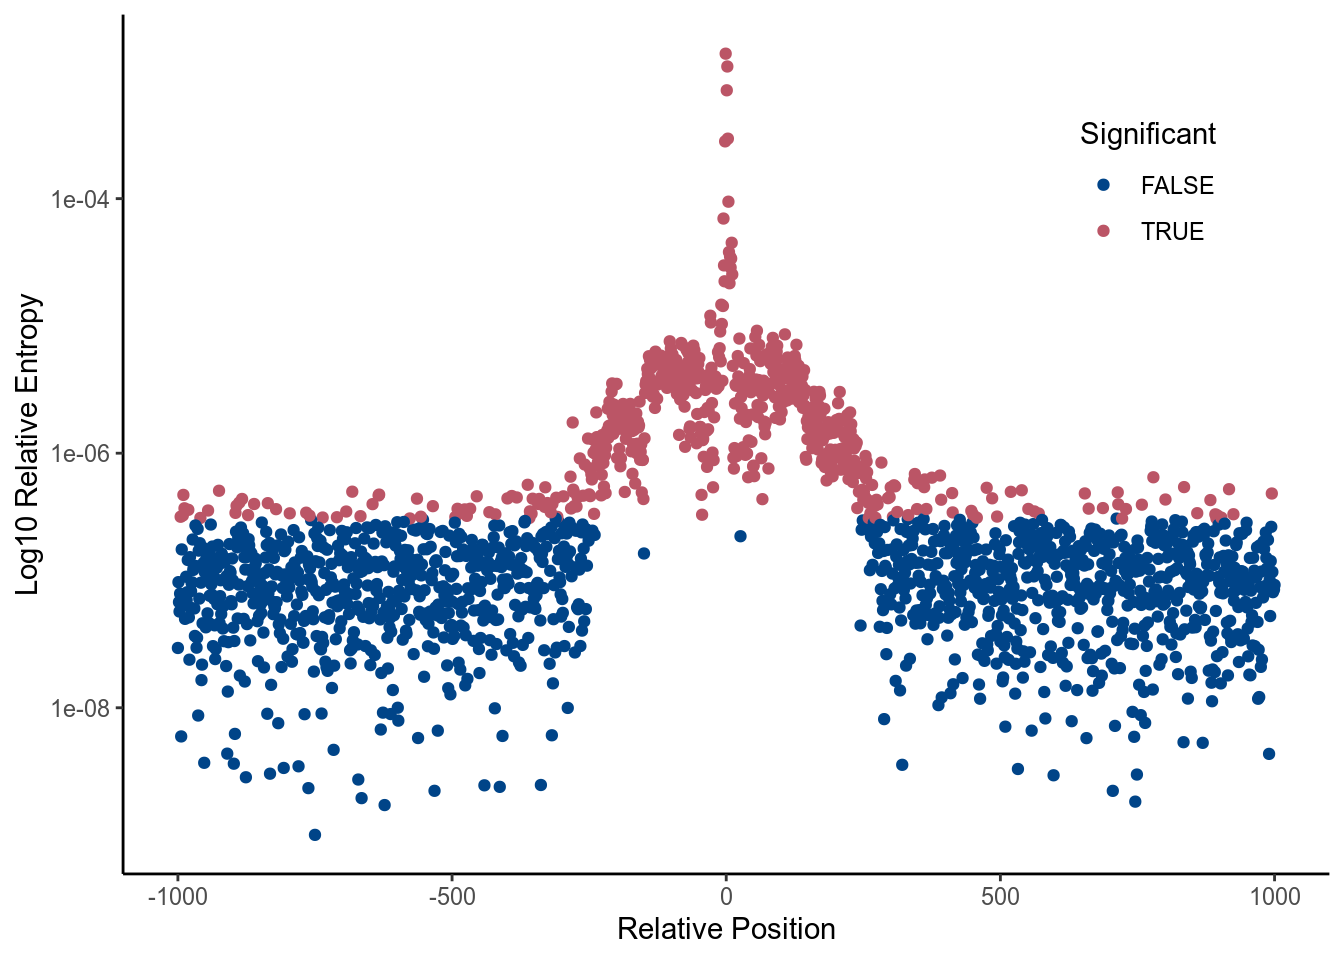 Significant
FALSE
TRUE
Log10 Relative Entropy
1e-04
1e-06
1e-08
-1000
-500
0
500
1000
Relative Position